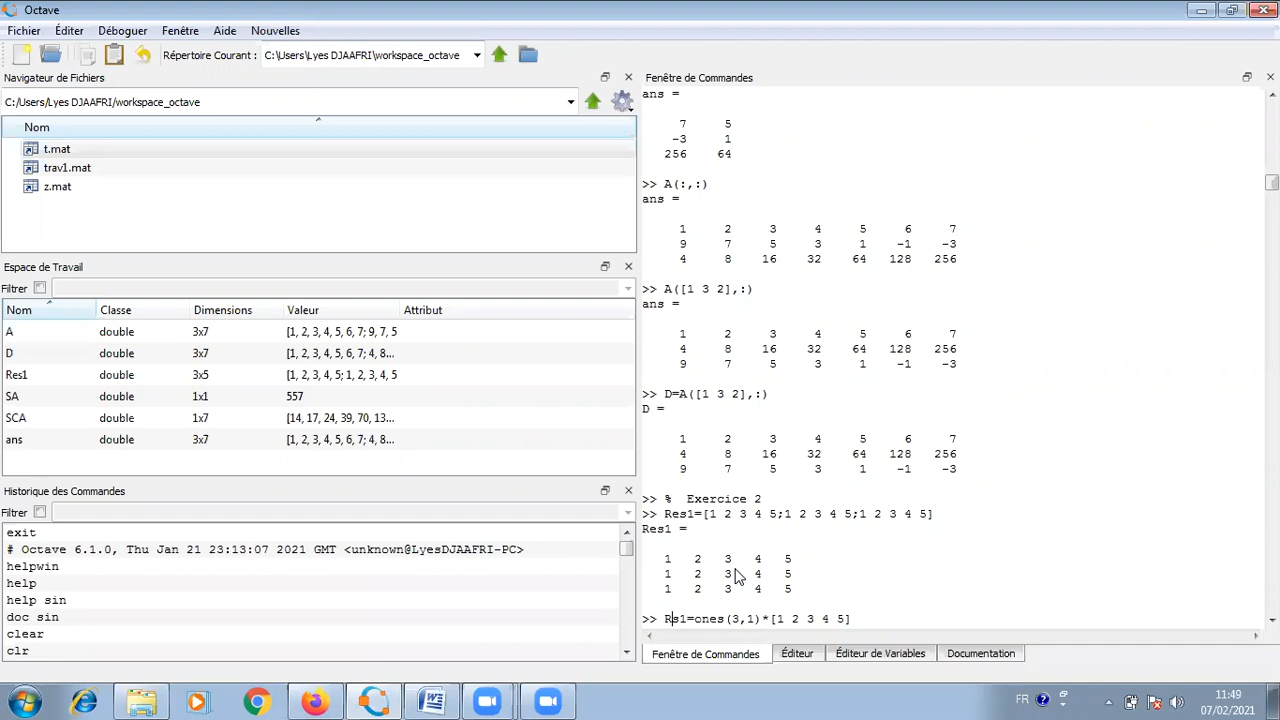 Octave
Fichier Éditer Déboguer Fenêtre Aide Nouvelles
Répertoire Courant : C:\Users\Lyes DJAAFRI\workspace_octave
Navigateur de Fichiers
C:/Users/Lyes DJAAFRI/workspace_octave
Nom
t.mat
trav1.mat
z.mat
Espace de Travail
Filtrer
Nom Classe Dimensions Valeur Attribut
A double 3x7 [1, 2, 3, 4, 5, 6, 7; 9, 7, 5
D double 3x7 [1, 2, 3, 4, 5, 6, 7; 4, 8...
Res1 double 3x5 [1, 2, 3, 4, 5; 1, 2, 3, 4, 5
SA double 1x1 557
SCA double 1x7 [14, 17, 24, 39, 70, 13...
ans double 3x7 [1, 2, 3, 4, 5, 6, 7; 4, 8...
Historique des Commandes
Filtrer
exit
# Octave 6.1.0, Thu Jan 21 23:13:07 2021 GMT <unknown@LyesDJAAFRI-PC>
helpwin
help
help sin
doc sin
clear
clr
Fenêtre de Commandes
ans =
7 5
-3 1
256 64
>> A(:,:)
ans =
1 2 3 4 5 6 7
9 7 5 3 1 -1 -3
4 8 16 32 64 128 256
>> A([1 3 2],:)
ans =
1 2 3 4 5 6 7
4 8 16 32 64 128 256
9 7 5 3 1 -1 -3
>> D=A([1 3 2],:)
D =
1 2 3 4 5 6 7
4 8 16 32 64 128 256
9 7 5 3 1 -1 -3
>> % Exercice 2
>> Res1=[1 2 3 4 5;1 2 3 4 5;1 2 3 4 5]
Res1 =
1 2 3 4 5
1 2 3 4 5
1 2 3 4 5
>> Rs1=ones(3,1)*[1 2 3 4 5]
Fenêtre de Commandes Éditeur Éditeur de Variables Documentation
FR 11:49
07/02/2021